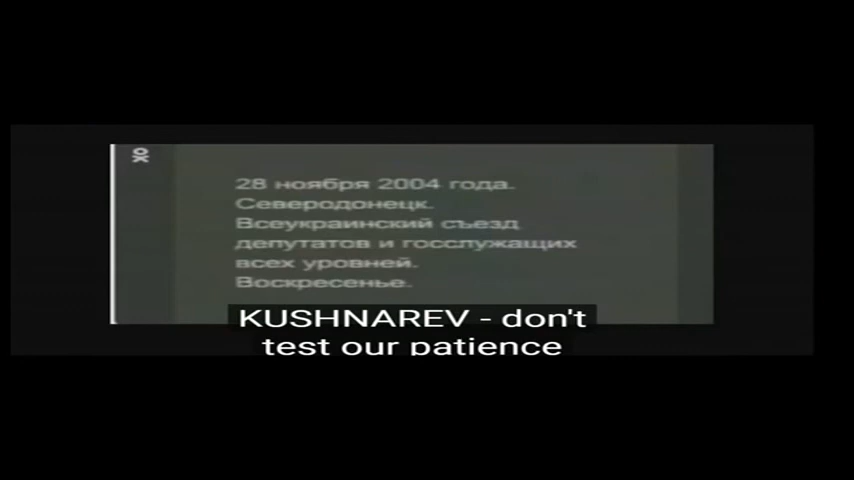 28 ноября 2004 года.
Северодонецк.
Всеукраинский съезд
депутатов и госслужащих
всех уровней.
Воскресенье.
KUSHNAREV - don't
test our patience